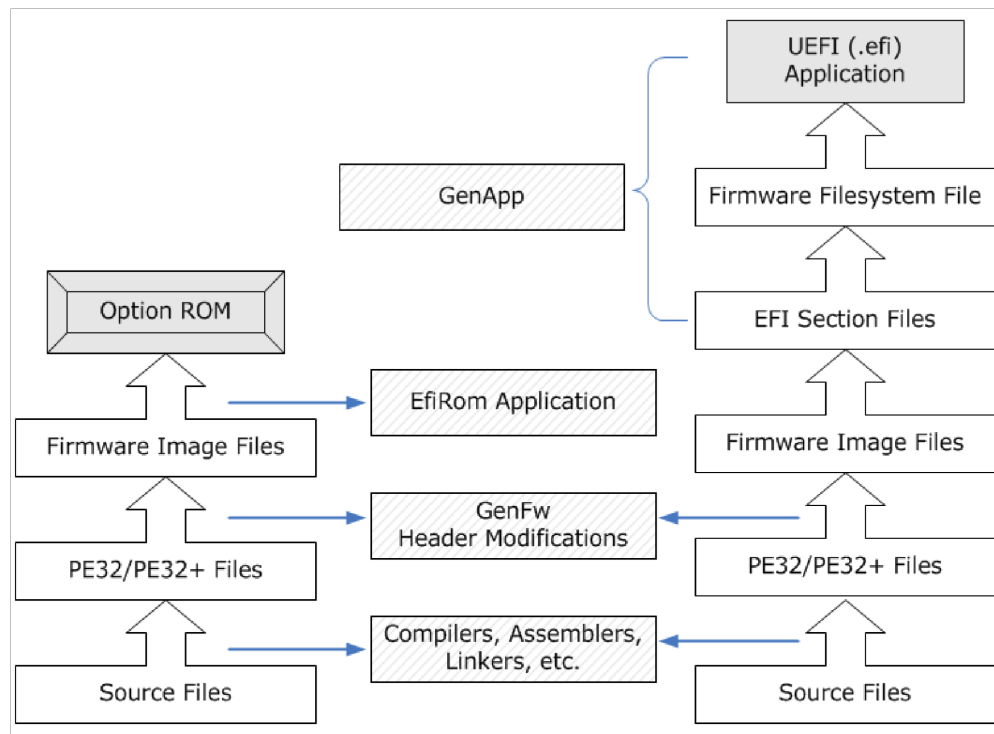 UEFI (.efi)
Application
GenApp
Firmware Filesystem File
Option ROM
EFI Section Files
EfiRom Application
Firmware Image Files
Firmware Image Files
GenFw
Header Modifications
PE32/PE32+ Files
PE32/PE32+ Files
Compilers, Assemblers,
Linkers, etc.
Source Files
Source Files